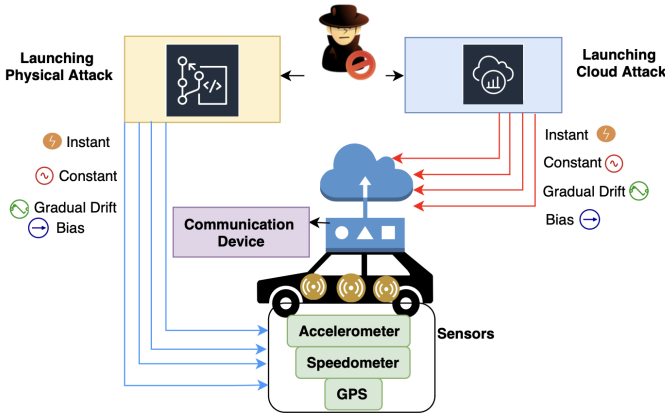 Launching
Physical Attack
</>
Launching
Cloud Attack
Instant
Constant
Gradual Drift
Bias
Instant
Constant
Gradual Drift
Bias
Communication
Device
Accelerometer
Speedometer
GPS
Sensors